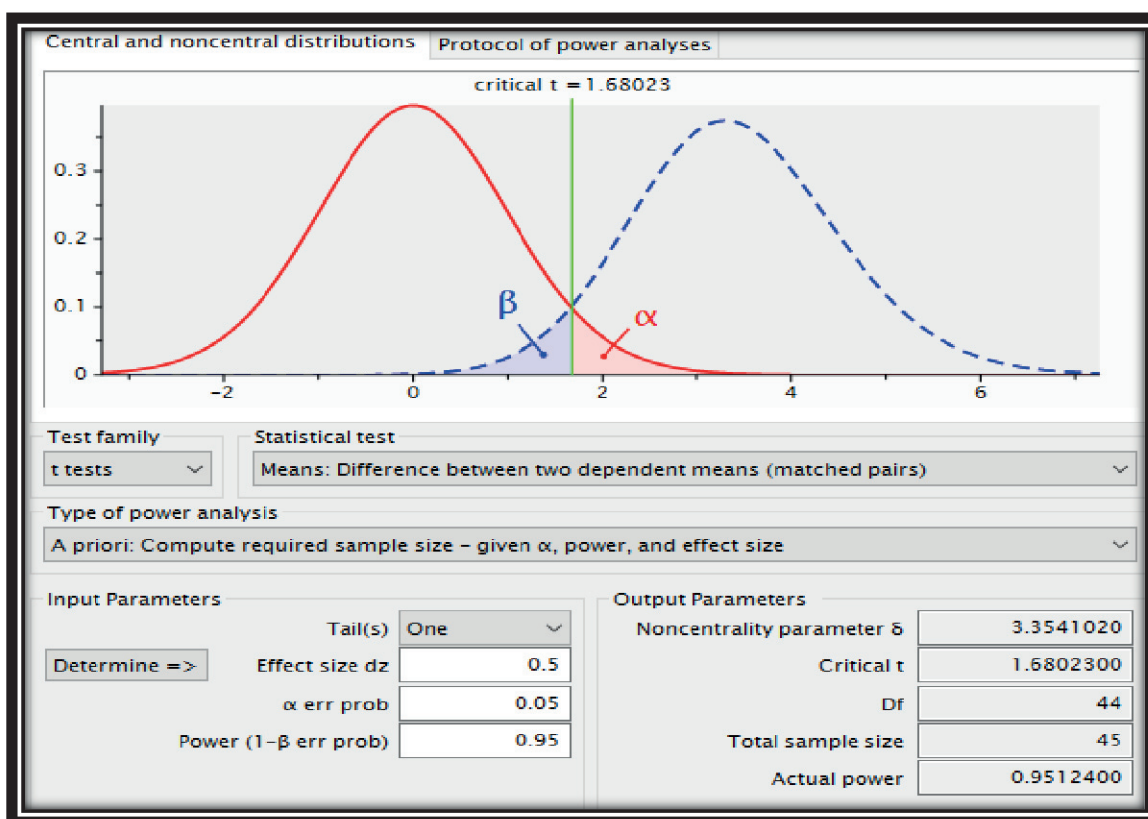 Central and noncentral distributions
Protocol of power analyses
critical t = 1.68023
0.3
0.2
0.1
0
β
α
-2
0
2
4
6
Test family
Statistical test
t tests
Means: Difference between two dependent means (matched pairs)
Type of power analysis
A priori: Compute required sample size – given α, power, and effect size
Input Parameters
Tail(s) One
Determine =>
Effect size dz 0.5
α err prob 0.05
Power (1-β err prob) 0.95
Output Parameters
Noncentrality parameter δ 3.3541020
Critical t 1.6802300
Df 44
Total sample size 45
Actual power 0.9512400